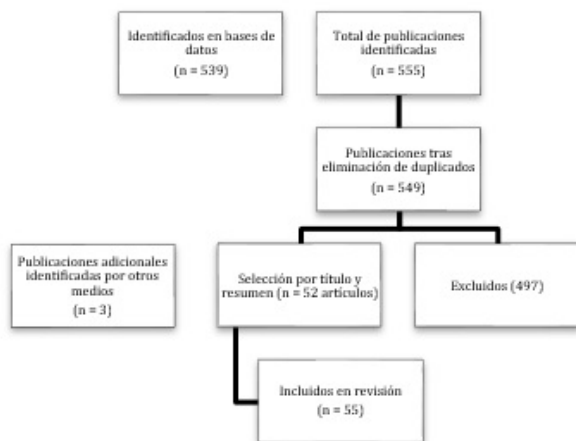 Identificados en bases de
datos
(n = 539)
Total de publicaciones
identificadas
(n = 555)
Publicaciones tras
eliminación de duplicados
(n = 549)
Publicaciones adicionales
identificadas por otros
medios
(n = 3)
Selección por título y
resumen (n = 52 artículos)
Excluidos (497)
Incluidos en revisión
(n = 55)